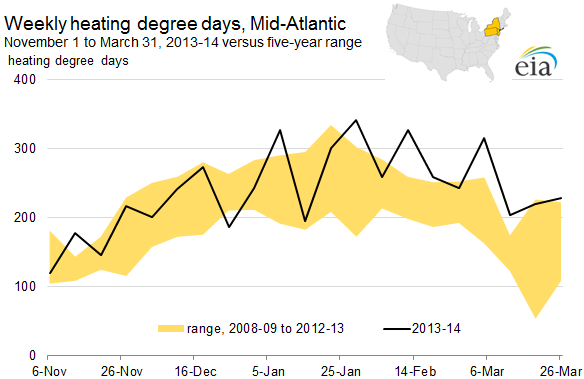 Weekly heating degree days, Mid-Atlantic
November 1 to March 31, 2013-14 versus five-year range
heating degree days
eia
400
300
200
100
0
range, 2008-09 to 2012-13
2013-14
6-Nov 26-Nov 16-Dec 5-Jan 25-Jan 14-Feb 6-Mar 26-Mar